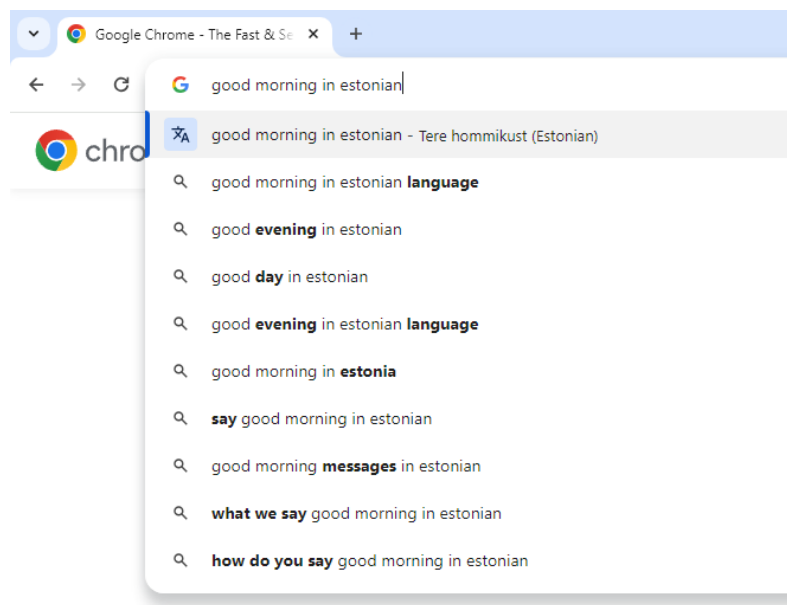 Google Chrome - The Fast & Se
good morning in estonian
chro
good morning in estonian - Tere hommikust (Estonian)
good morning in estonian language
good evening in estonian
good day in estonian
good evening in estonian language
good morning in estonia
say good morning in estonian
good morning messages in estonian
what we say good morning in estonian
how do you say good morning in estonian